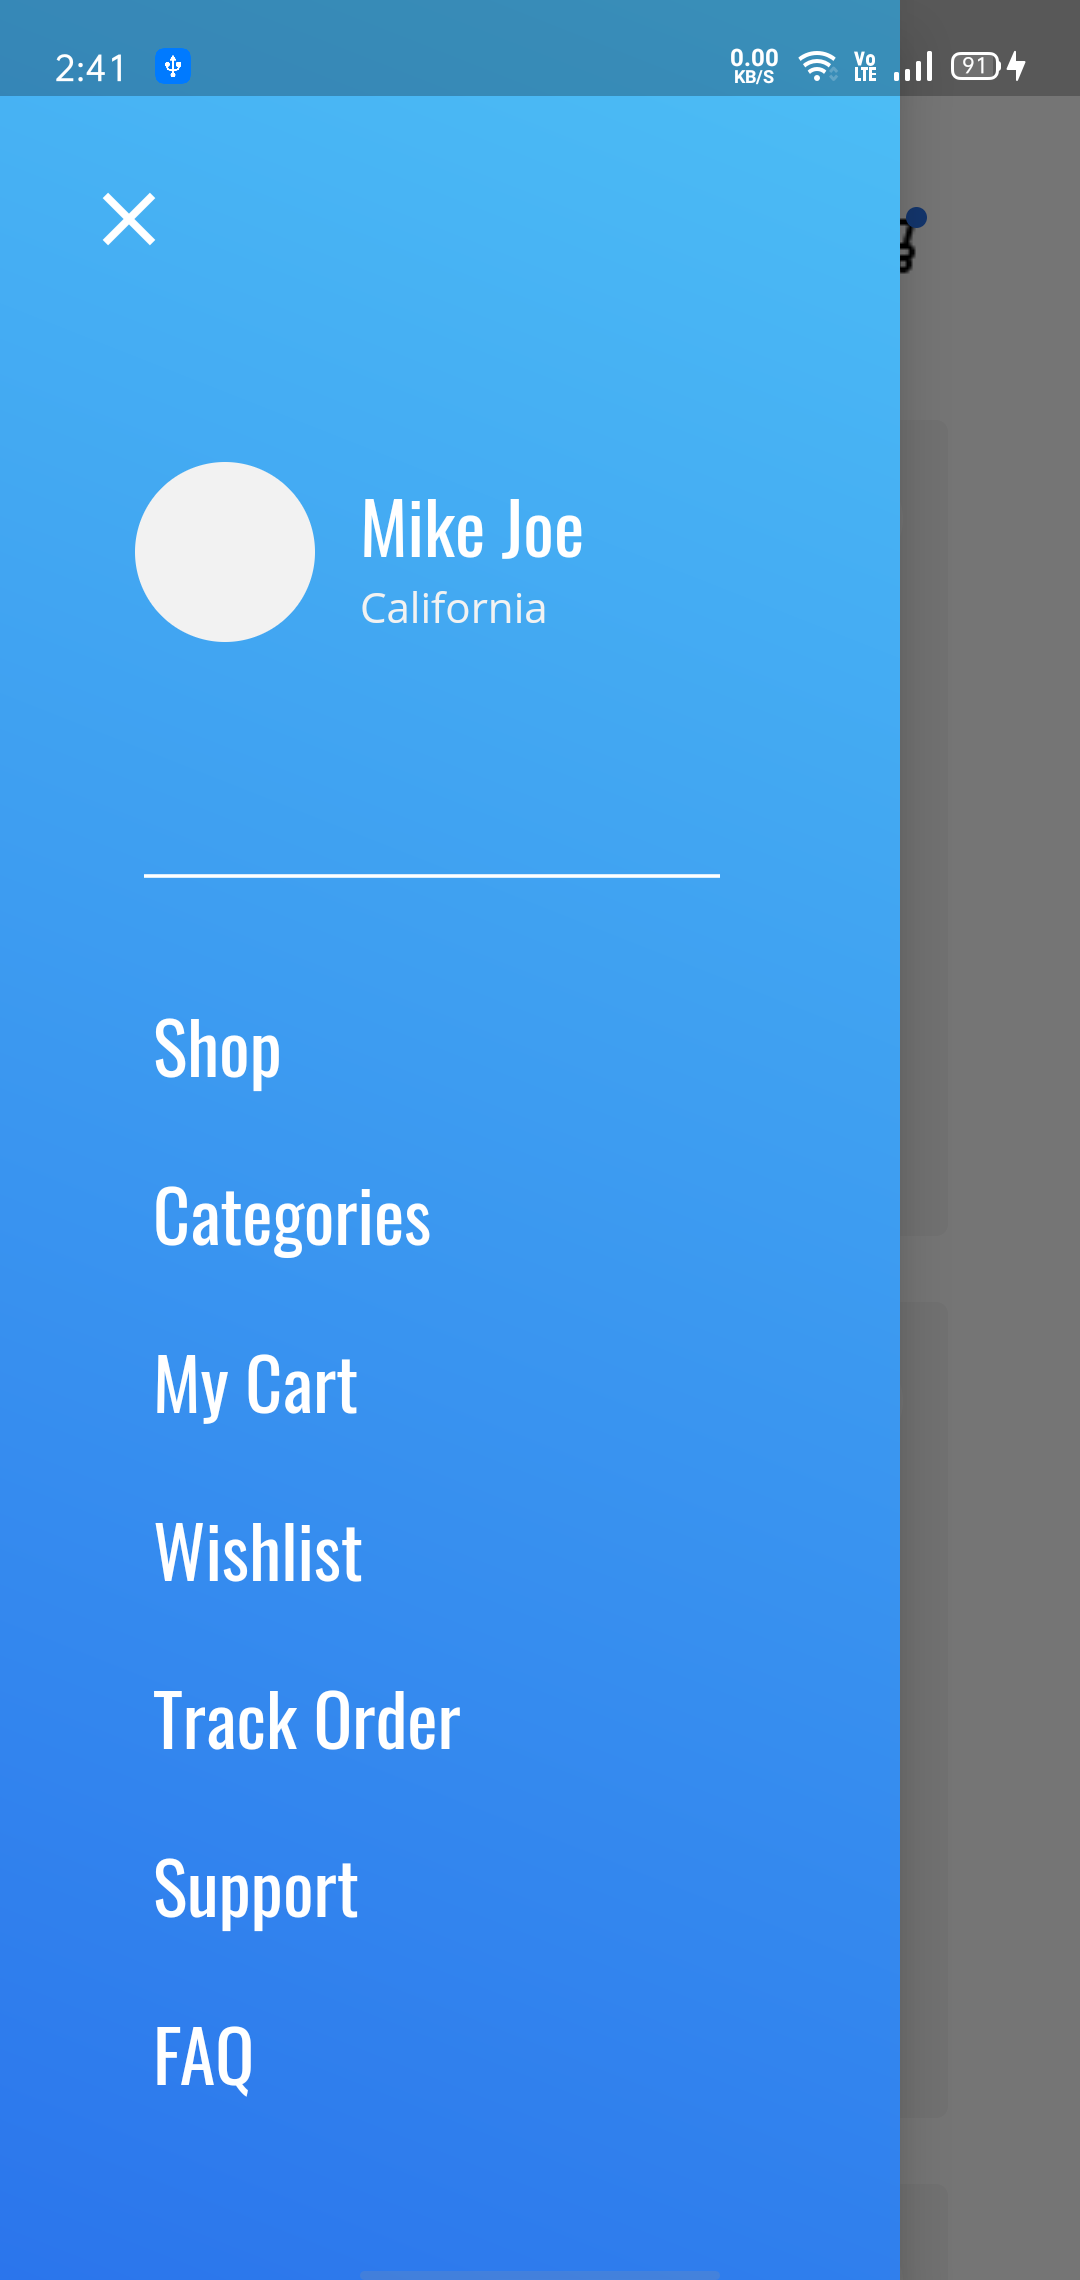 2:41 0.00 KB/S Vo LTE 91
Mike Joe
California
Shop
Categories
My Cart
Wishlist
Track Order
Support
FAQ